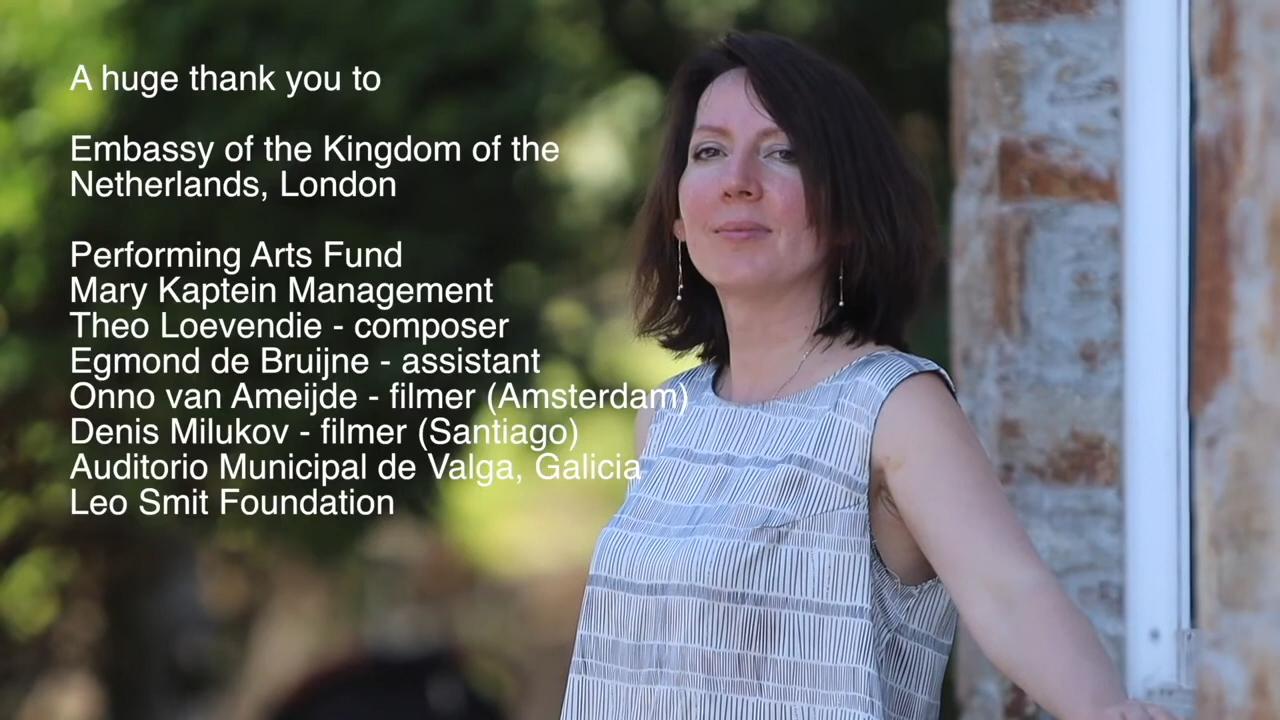 A huge thank you to
Embassy of the Kingdom of the
Netherlands, London
Performing Arts Fund
Mary Kaptein Management
Theo Loevendie - composer
Egmond de Bruijne - assistant
Onno van Ameijde - filmer (Amsterdam)
Denis Milukov - filmer (Santiago)
Auditorio Municipal de Valga, Galicia
Leo Smit Foundation